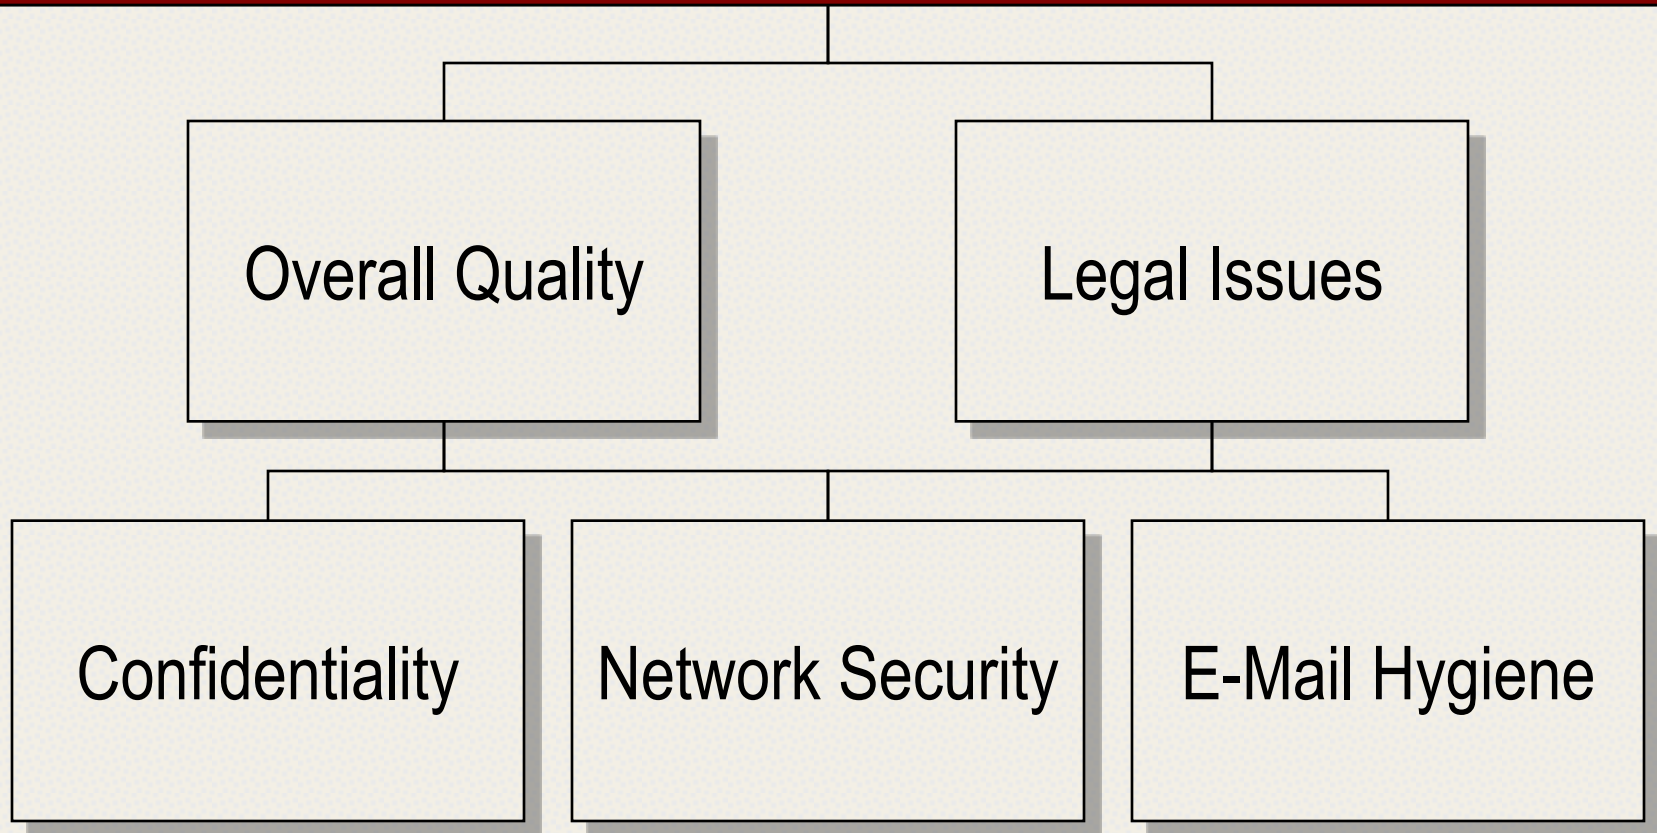 Overall Quality
Legal Issues
Confidentiality
Network Security
E-Mail Hygiene